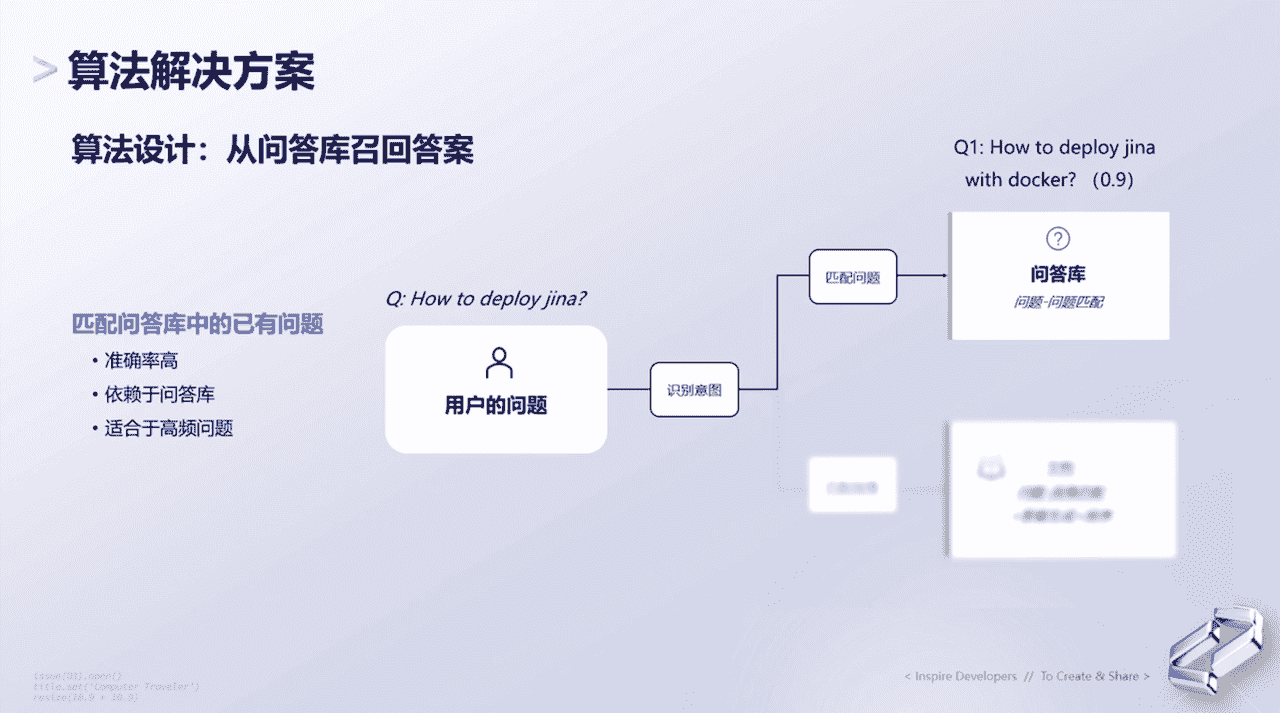 > 算法解决方案
算法设计：从问答库召回答案
匹配问答库中的已有问题
• 准确率高
• 依赖于问答库
• 适合于高频问题
Q: How to deploy jina?
用户的问题
识别意图
匹配问题
Q1: How to deploy jina
with docker? （0.9）
问答库
问题-问题匹配
title.set('Computer Traveler')
< Inspire Developers // To Create & Share >